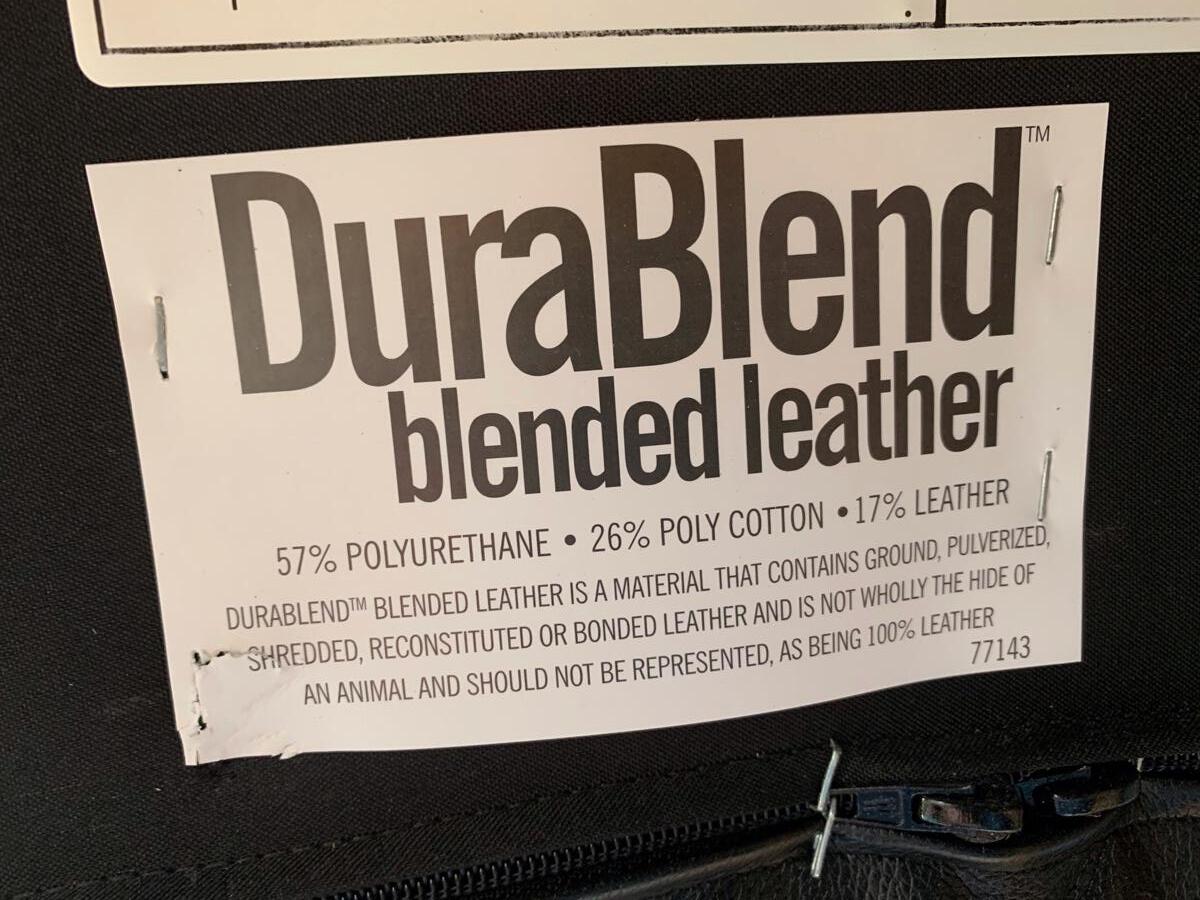 DuraBlend™
blended leather
57% POLYURETHANE • 26% POLY COTTON • 17% LEATHER
DURABLEND™ BLENDED LEATHER IS A MATERIAL THAT CONTAINS GROUND, PULVERIZED,
SHREDDED, RECONSTITUTED OR BONDED LEATHER AND IS NOT WHOLLY THE HIDE OF
AN ANIMAL AND SHOULD NOT BE REPRESENTED, AS BEING 100% LEATHER
77143